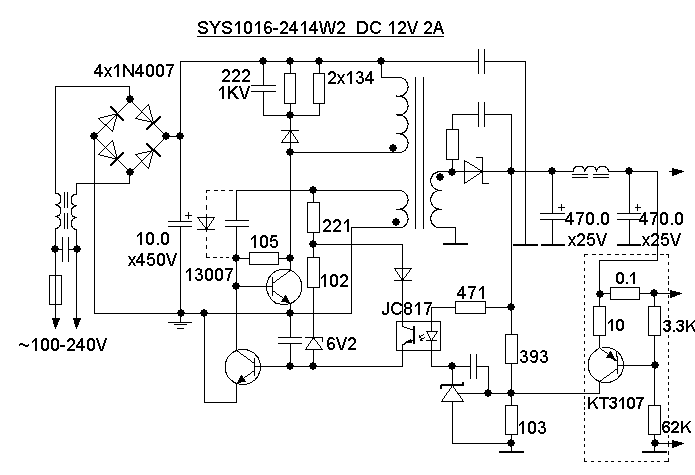 SYS1016-2414W2 DC 12V 2A
4x1N4007
222
1KV
2x134
221
470.0
x25V
470.0
x25V
10.0
x450V
105
13007
102
0.1
471
JC817
10
3.3K
~100-240V
6V2
393
KT3107
103
62K
+
+
+